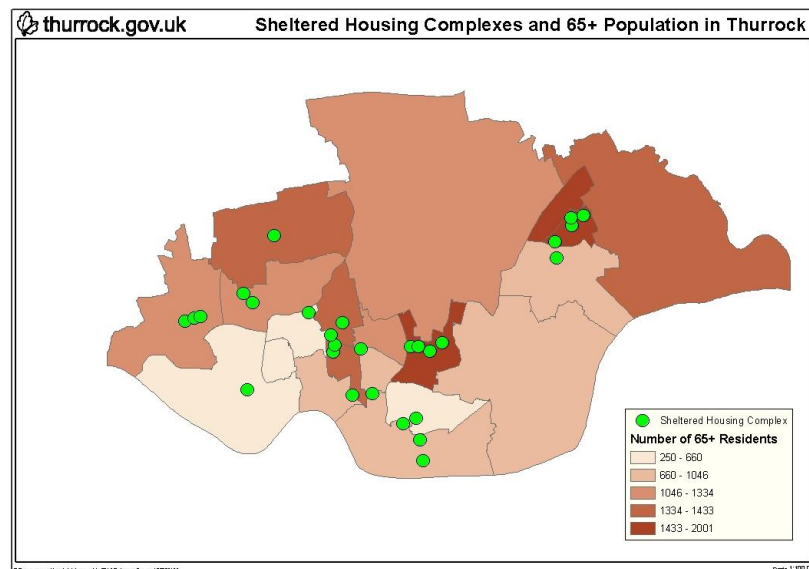 thurrock.gov.uk
Sheltered Housing Complexes and 65+ Population in Thurrock
Sheltered Housing Complex
Number of 65+ Residents
250 - 660
660 - 1046
1046 - 1334
1334 - 1433
1433 - 2001